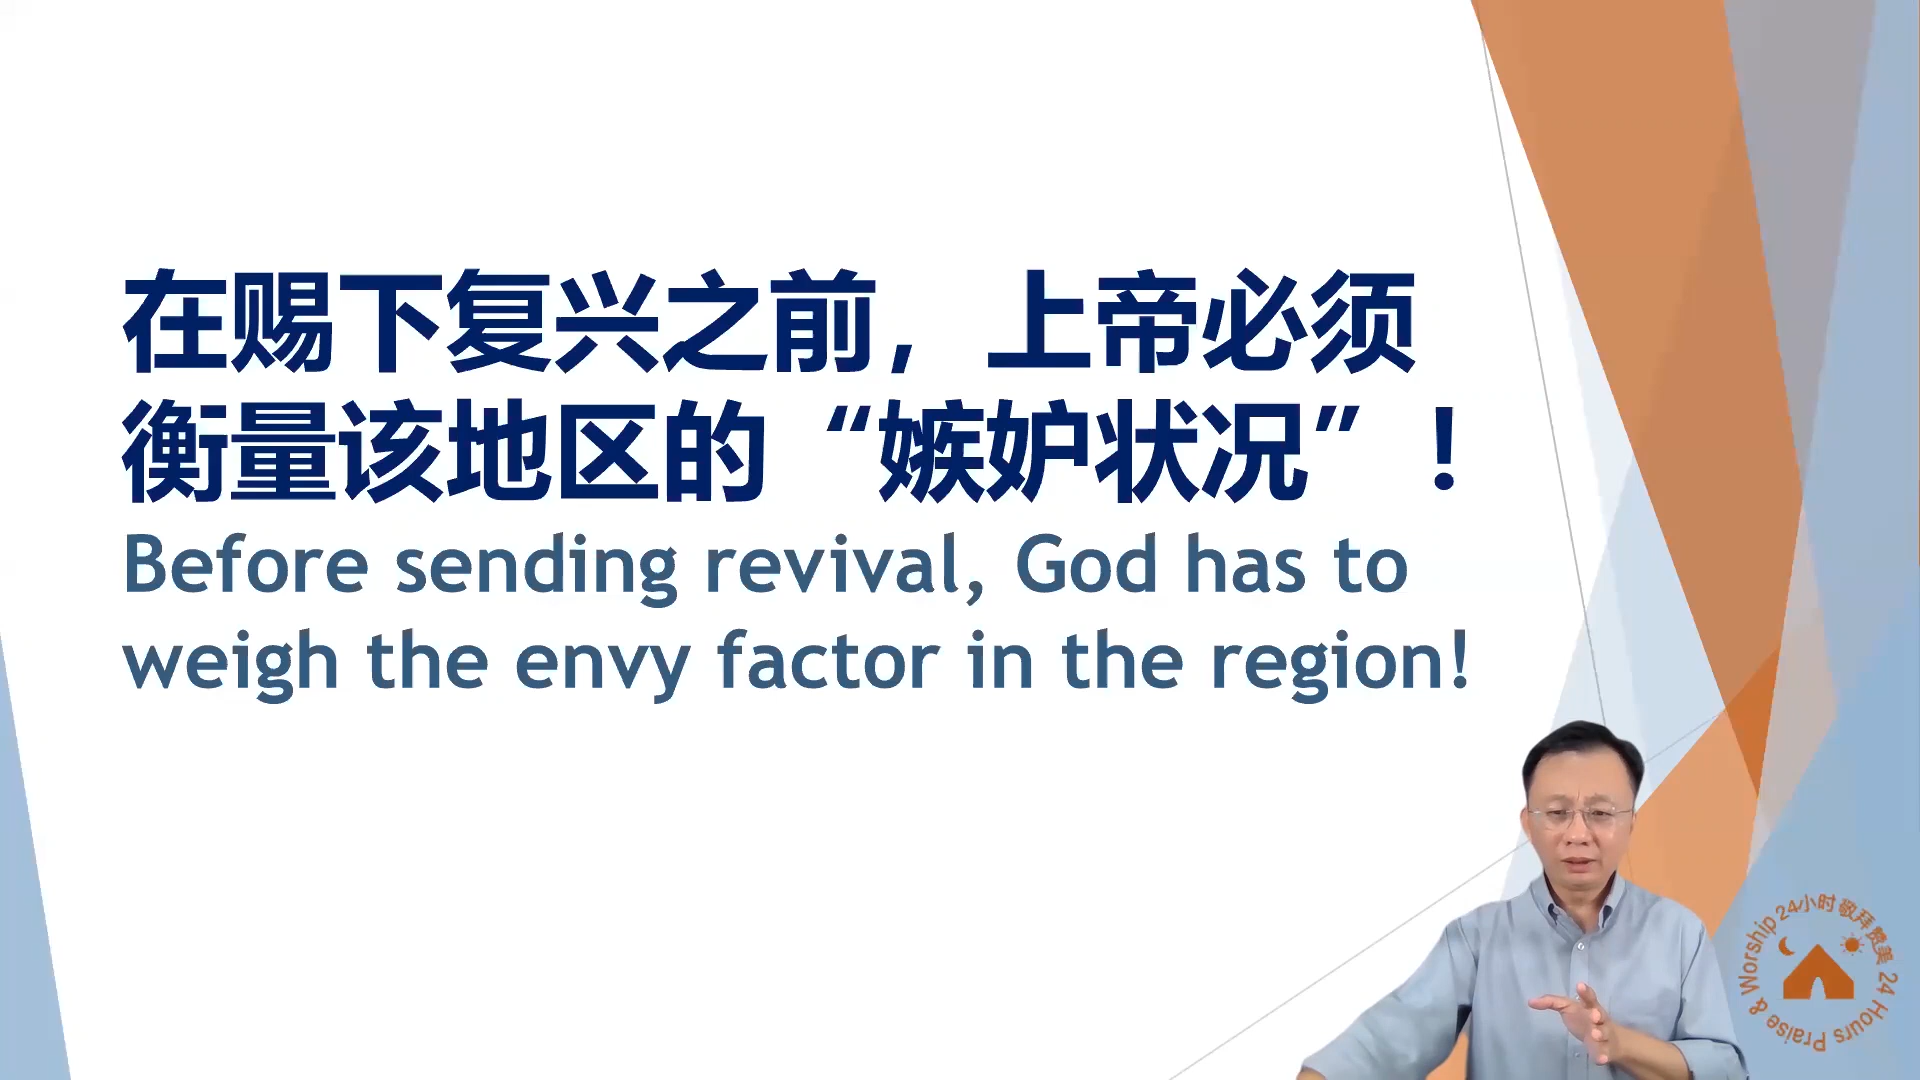 在赐下复兴之前，上帝必须
衡量该地区的“嫉妒状况”！
Before sending revival, God has to
weigh the envy factor in the region!
24小时敬拜赞美 24 Hours Praise & Worship